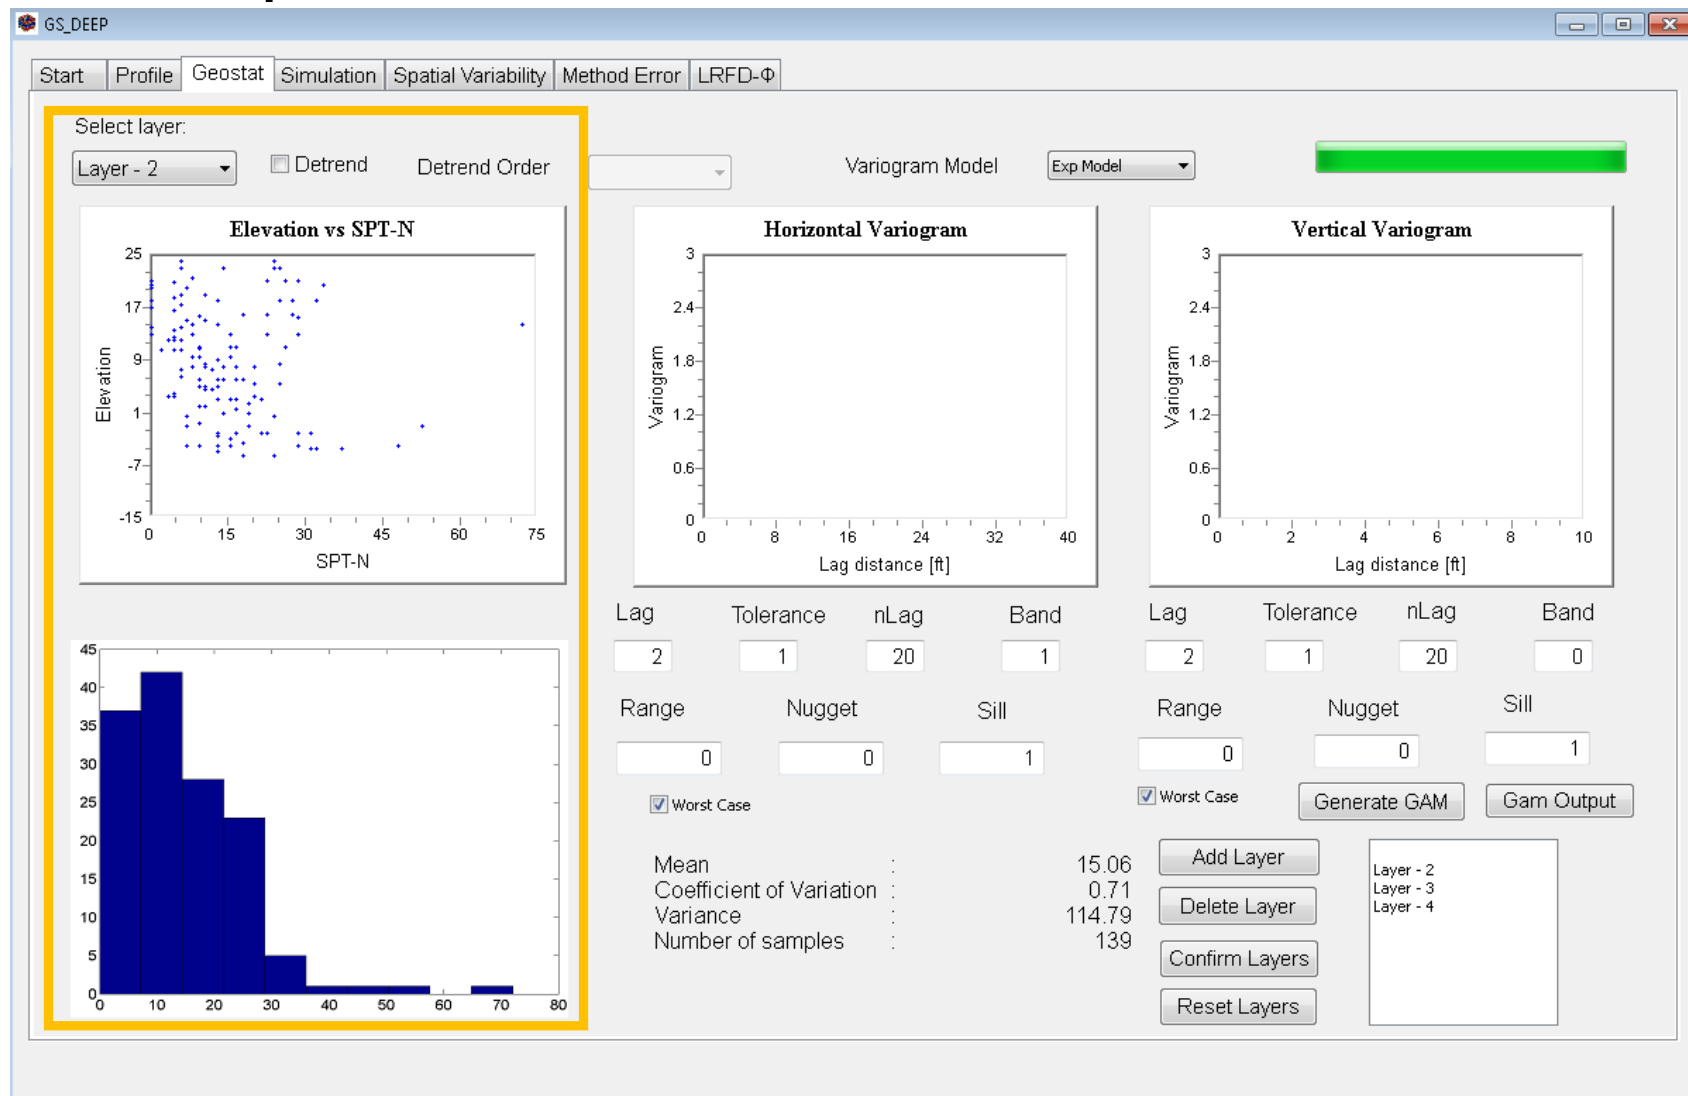 GS_DEEP
Start Profile Geostat Simulation Spatial Variability Method Error LRFD-Φ
Select layer:
Layer - 2 Detrend Detrend Order Variogram Model Exp Model
Elevation vs SPT-N
25
17
9
1
-7
-15
Elevation
0 15 30 45 60 75
SPT-N
Horizontal Variogram
3
2.4
1.8
1.2
0.6
0
Variogram
0 8 16 24 32 40
Lag distance [ft]
Vertical Variogram
3
2.4
1.8
1.2
0.6
0
Variogram
0 2 4 6 8 10
Lag distance [ft]
45
40
35
30
25
20
15
10
5
0
0 10 20 30 40 50 60 70 80
Lag Tolerance nLag Band
2 1 20 1
Range Nugget Sill
0 0 1
Worst Case
Lag Tolerance nLag Band
2 1 20 0
Range Nugget Sill
0 0 1
Worst Case Generate GAM Gam Output
Mean : 15.06
Coefficient of Variation : 0.71
Variance : 114.79
Number of samples : 139
Add Layer
Delete Layer
Confirm Layers
Reset Layers
Layer - 2
Layer - 3
Layer - 4